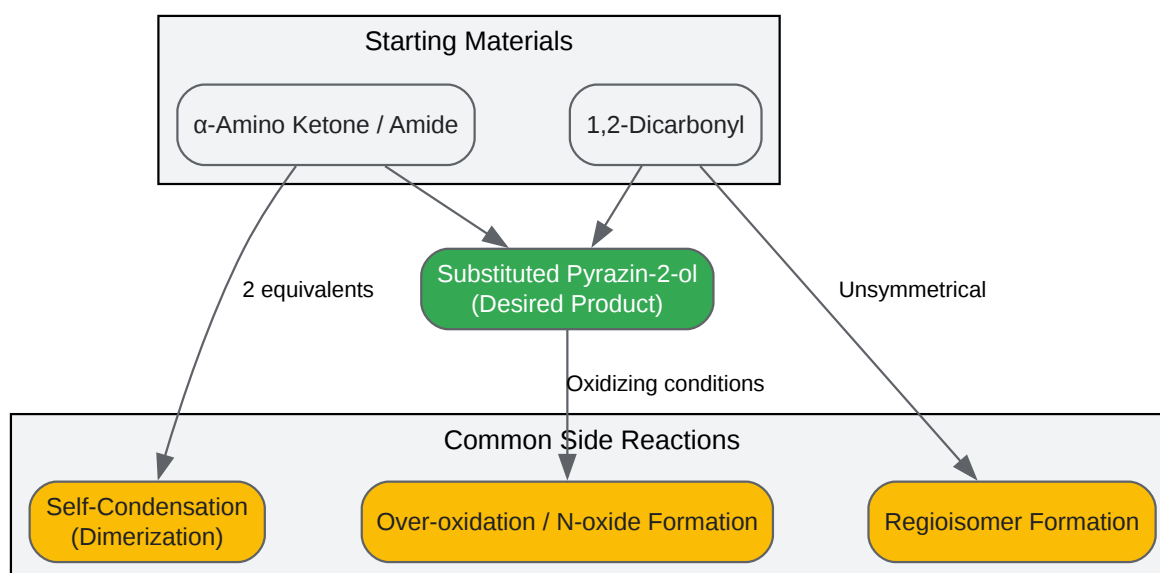 Starting Materials
α-Amino Ketone / Amide
1,2-Dicarbonyl
Substituted Pyrazin-2-ol
(Desired Product)
2 equivalents
Unsymmetrical
Oxidizing conditions
Common Side Reactions
Self-Condensation
(Dimerization)
Over-oxidation / N-oxide Formation
Regioisomer Formation